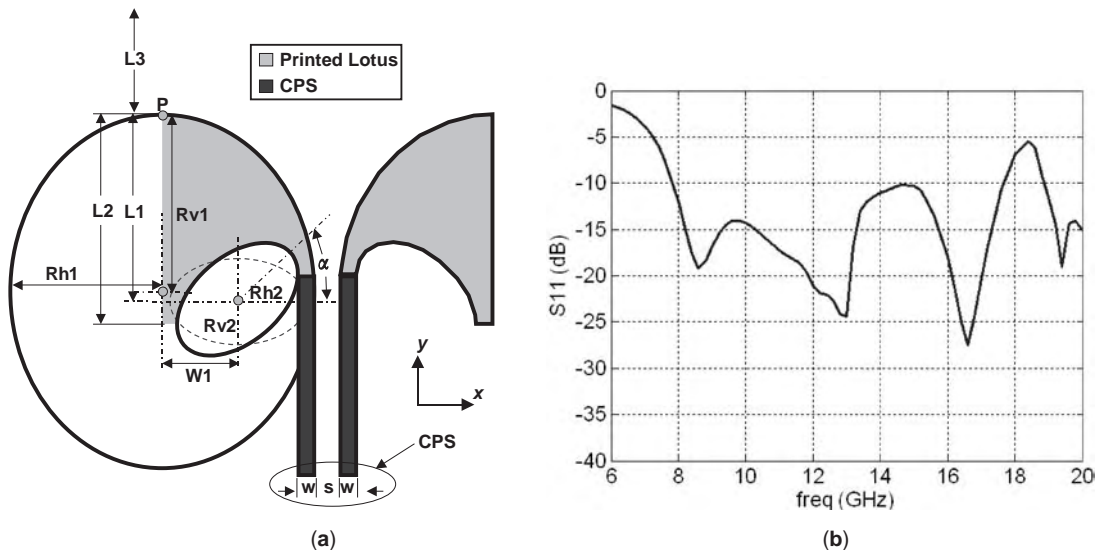 L3
P
Printed Lotus
CPS
L2
L1
Rv1
Rh1
α
Rh2
Rv2
W1
y
x
CPS
w s w
(a)
0
-5
-10
-15
-20
-25
-30
-35
-40
S11 (dB)
6 8 10 12 14 16 18 20
freq (GHz)
(b)